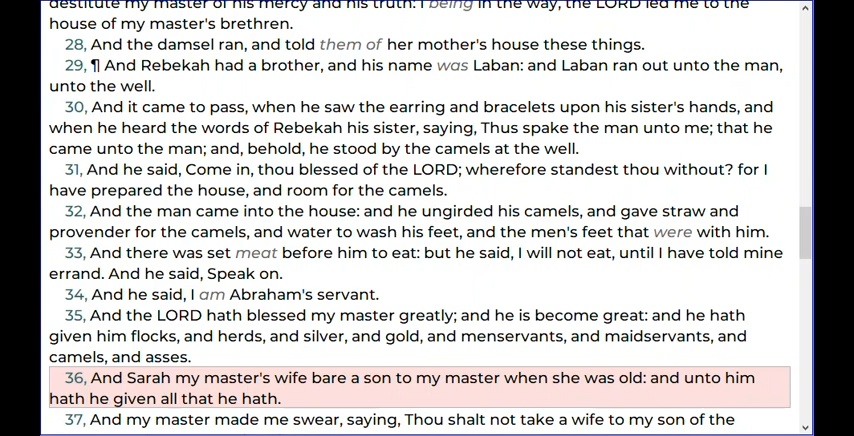 destitute my master of his mercy and his truth: I being in the way, the LORD led me to the
house of my master's brethren.
28, And the damsel ran, and told them of her mother's house these things.
29, ¶ And Rebekah had a brother, and his name was Laban: and Laban ran out unto the man,
unto the well.
30, And it came to pass, when he saw the earring and bracelets upon his sister's hands, and
when he heard the words of Rebekah his sister, saying, Thus spake the man unto me; that he
came unto the man; and, behold, he stood by the camels at the well.
31, And he said, Come in, thou blessed of the LORD; wherefore standest thou without? for I
have prepared the house, and room for the camels.
32, And the man came into the house: and he ungirded his camels, and gave straw and
provender for the camels, and water to wash his feet, and the men's feet that were with him.
33, And there was set meat before him to eat: but he said, I will not eat, until I have told mine
errand. And he said, Speak on.
34, And he said, I am Abraham's servant.
35, And the LORD hath blessed my master greatly; and he is become great: and he hath
given him flocks, and herds, and silver, and gold, and menservants, and maidservants, and
camels, and asses.
36, And Sarah my master's wife bare a son to my master when she was old: and unto him
hath he given all that he hath.
37, And my master made me swear, saying, Thou shalt not take a wife to my son of the